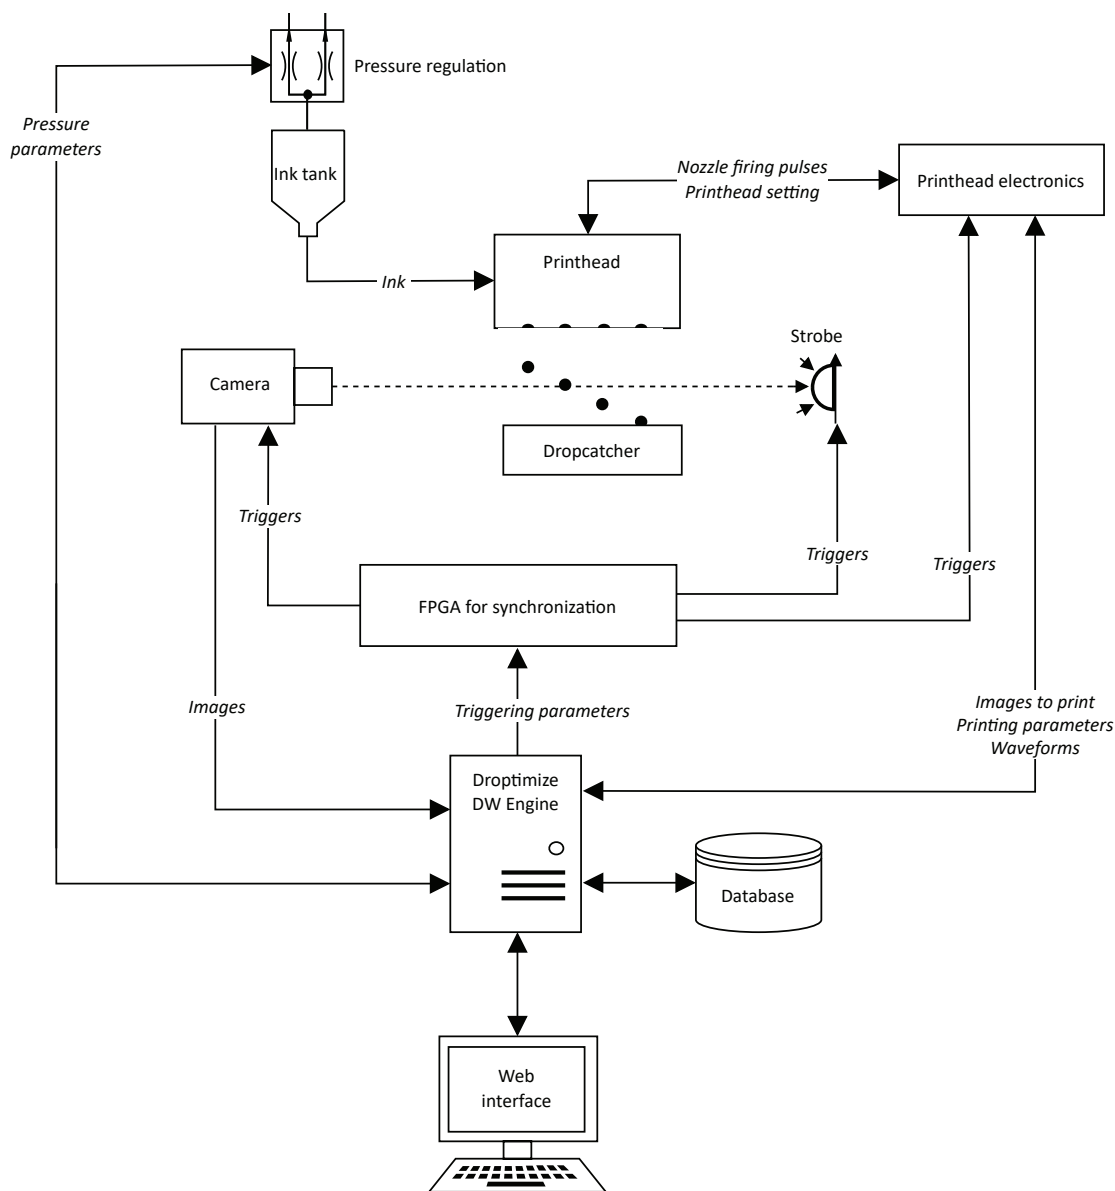 Pressure regulation
Pressure
parameters
Ink tank
Nozzle firing pulses
Printhead setting
Printhead electronics
Printhead
Ink
Strobe
Camera
Dropcatcher
Triggers
Triggers
Triggers
FPGA for synchronization
Images
Triggering parameters
Images to print
Printing parameters
Waveforms
Droptimize
DW Engine
Database
Web
interface